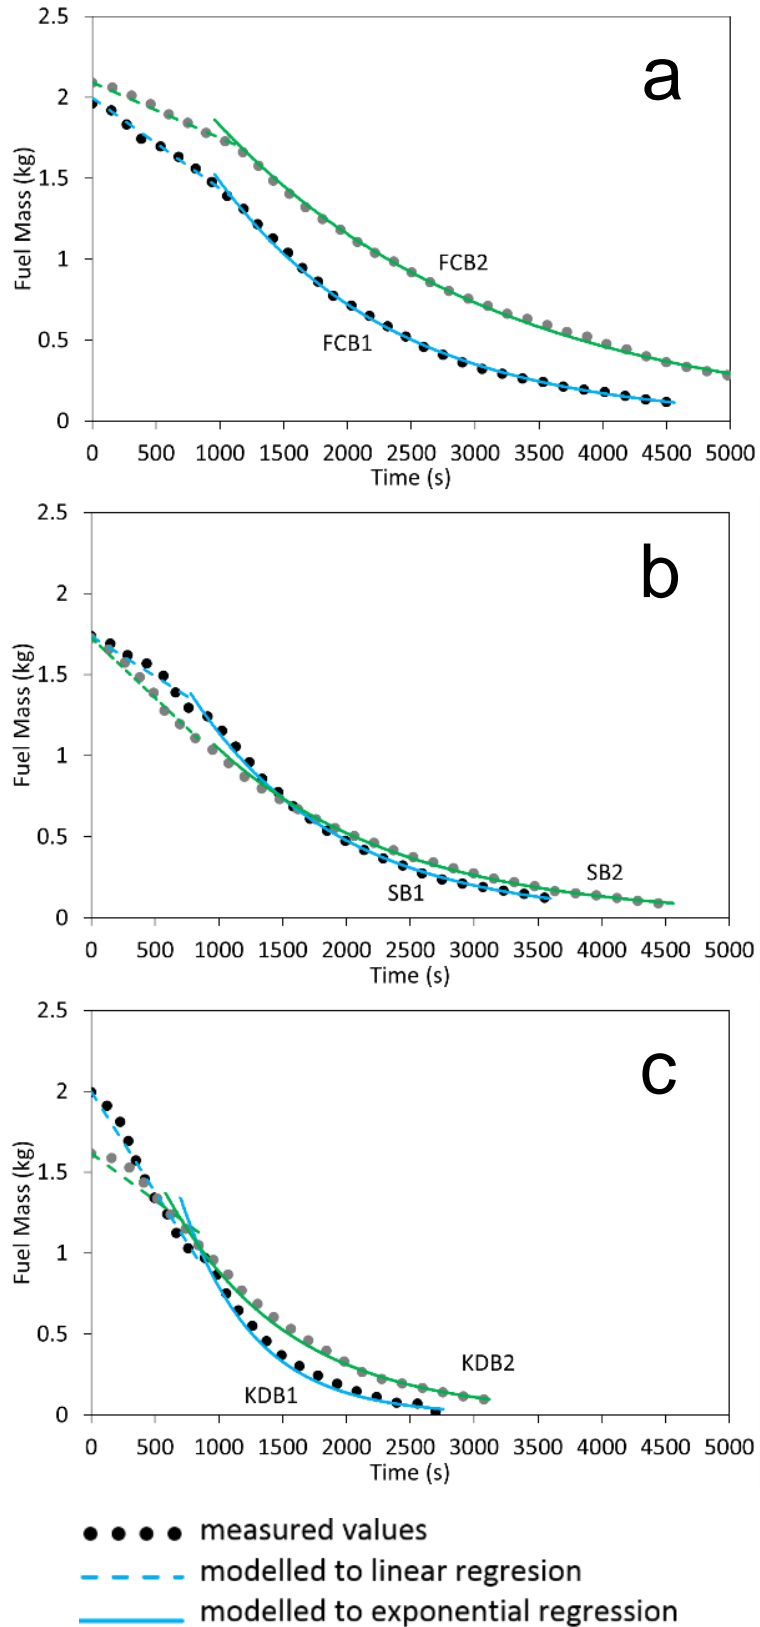 a
2.5
2
1.5
1
0.5
0
Fuel Mass (kg)
FCB2
FCB1
0 500 1000 1500 2000 2500 3000 3500 4000 4500 5000
Time (s)
b
2.5
2
1.5
1
0.5
0
Fuel Mass (kg)
SB2
SB1
0 500 1000 1500 2000 2500 3000 3500 4000 4500 5000
Time (s)
c
2.5
2
1.5
1
0.5
0
Fuel Mass (kg)
KDB2
KDB1
0 500 1000 1500 2000 2500 3000 3500 4000 4500 5000
Time (s)
measured values
modelled to linear regresion
modelled to exponential regression